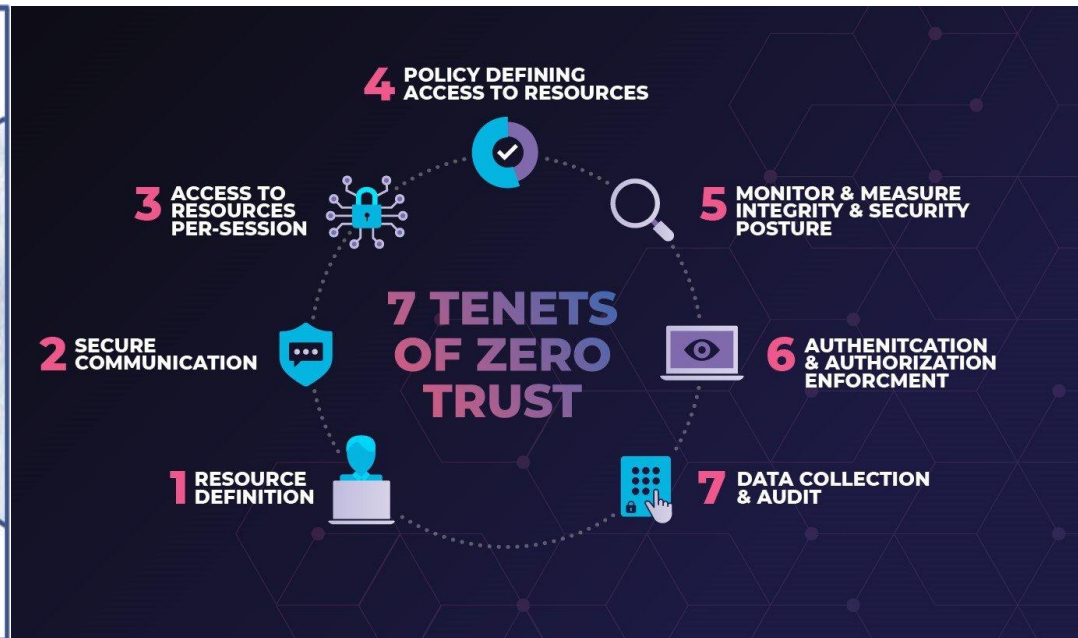 4 POLICY DEFINING
ACCESS TO RESOURCES
3 ACCESS TO
RESOURCES
PER-SESSION
5 MONITOR & MEASURE
INTEGRITY & SECURITY
POSTURE
7 TENETS
OF ZERO
TRUST
2 SECURE
COMMUNICATION
6 AUTHENITCATION
& AUTHORIZATION
ENFORCMENT
1 RESOURCE
DEFINITION
7 DATA COLLECTION
& AUDIT